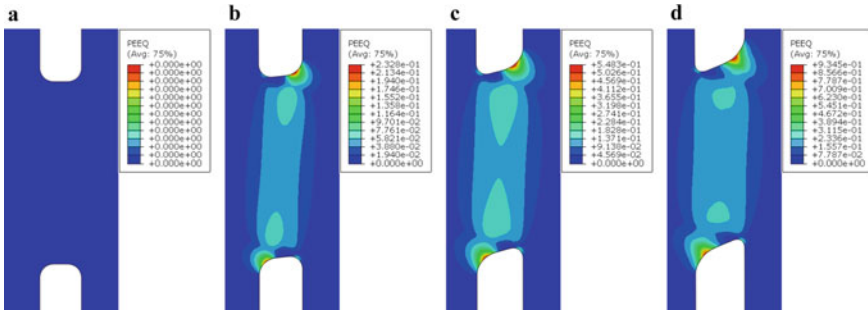 a
PEEQ
(Avg: 75%)
+0.000e+00
+0.000e+00
+0.000e+00
+0.000e+00
+0.000e+00
+0.000e+00
+0.000e+00
+0.000e+00
+0.000e+00
+0.000e+00
+0.000e+00
+0.000e+00
+0.000e+00
b
PEEQ
(Avg: 75%)
+2.328e-01
+2.134e-01
+1.940e-01
+1.746e-01
+1.552e-01
+1.358e-01
+1.164e-01
+9.701e-02
+7.761e-02
+5.821e-02
+3.880e-02
+1.940e-02
+0.000e+00
c
PEEQ
(Avg: 75%)
+5.483e-01
+5.026e-01
+4.569e-01
+4.112e-01
+3.655e-01
+3.198e-01
+2.741e-01
+2.284e-01
+1.828e-01
+1.371e-01
+9.138e-02
+4.569e-02
+0.000e+00
d
PEEQ
(Avg: 75%)
+9.345e-01
+8.566e-01
+7.787e-01
+7.009e-01
+6.230e-01
+5.451e-01
+4.672e-01
+3.894e-01
+3.115e-01
+2.336e-01
+1.557e-01
+7.787e-02
+0.000e+00